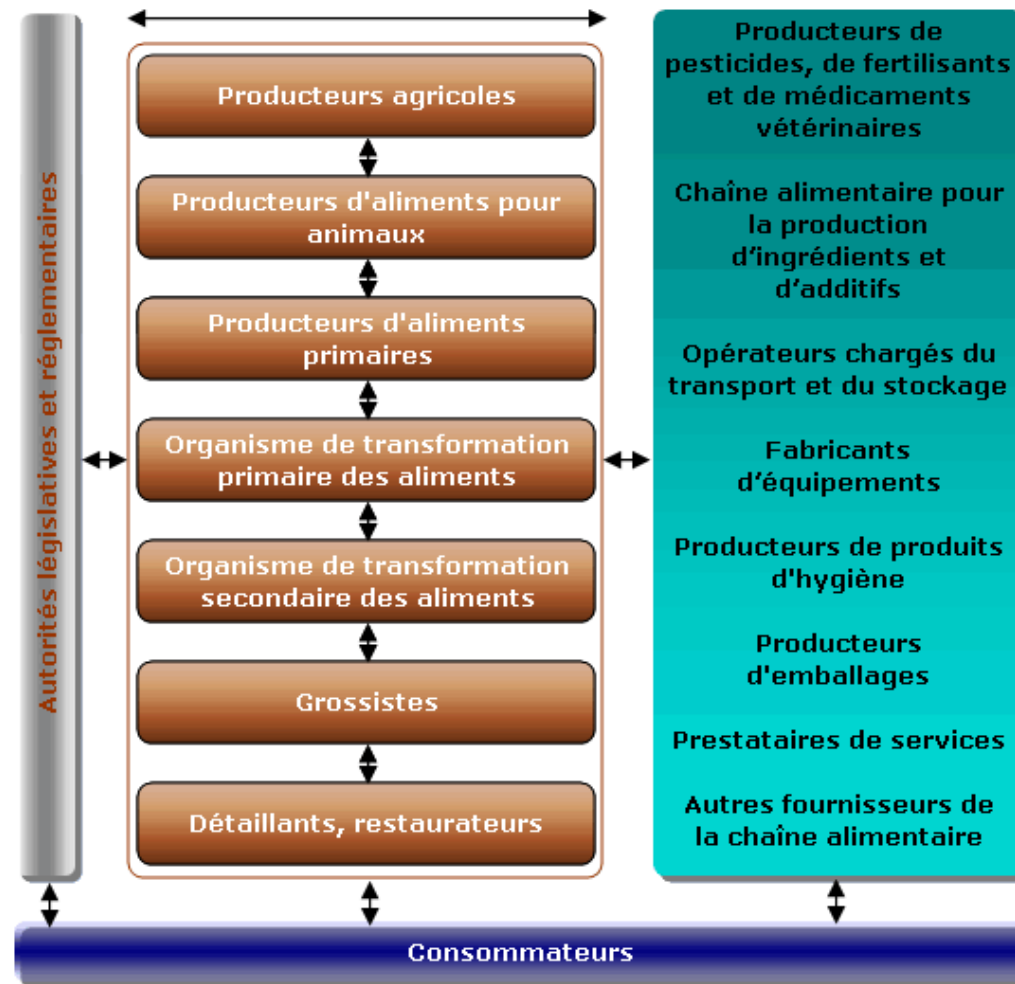 Autorités législatives et réglementaires
Producteurs agricoles
Producteurs d'aliments pour
animaux
Producteurs d'aliments
primaires
Organisme de transformation
primaire des aliments
Organisme de transformation
secondaire des aliments
Grossistes
Détaillants, restaurateurs
Producteurs de
pesticides, de fertilisants
et de médicaments
vétérinaires
Chaîne alimentaire pour
la production
d’ingrédients et
d’additifs
Opérateurs chargés du
transport et du stockage
Fabricants
d’équipements
Producteurs de produits
d'hygiène
Producteurs
d'emballages
Prestataires de services
Autres fournisseurs de
la chaîne alimentaire
Consommateurs